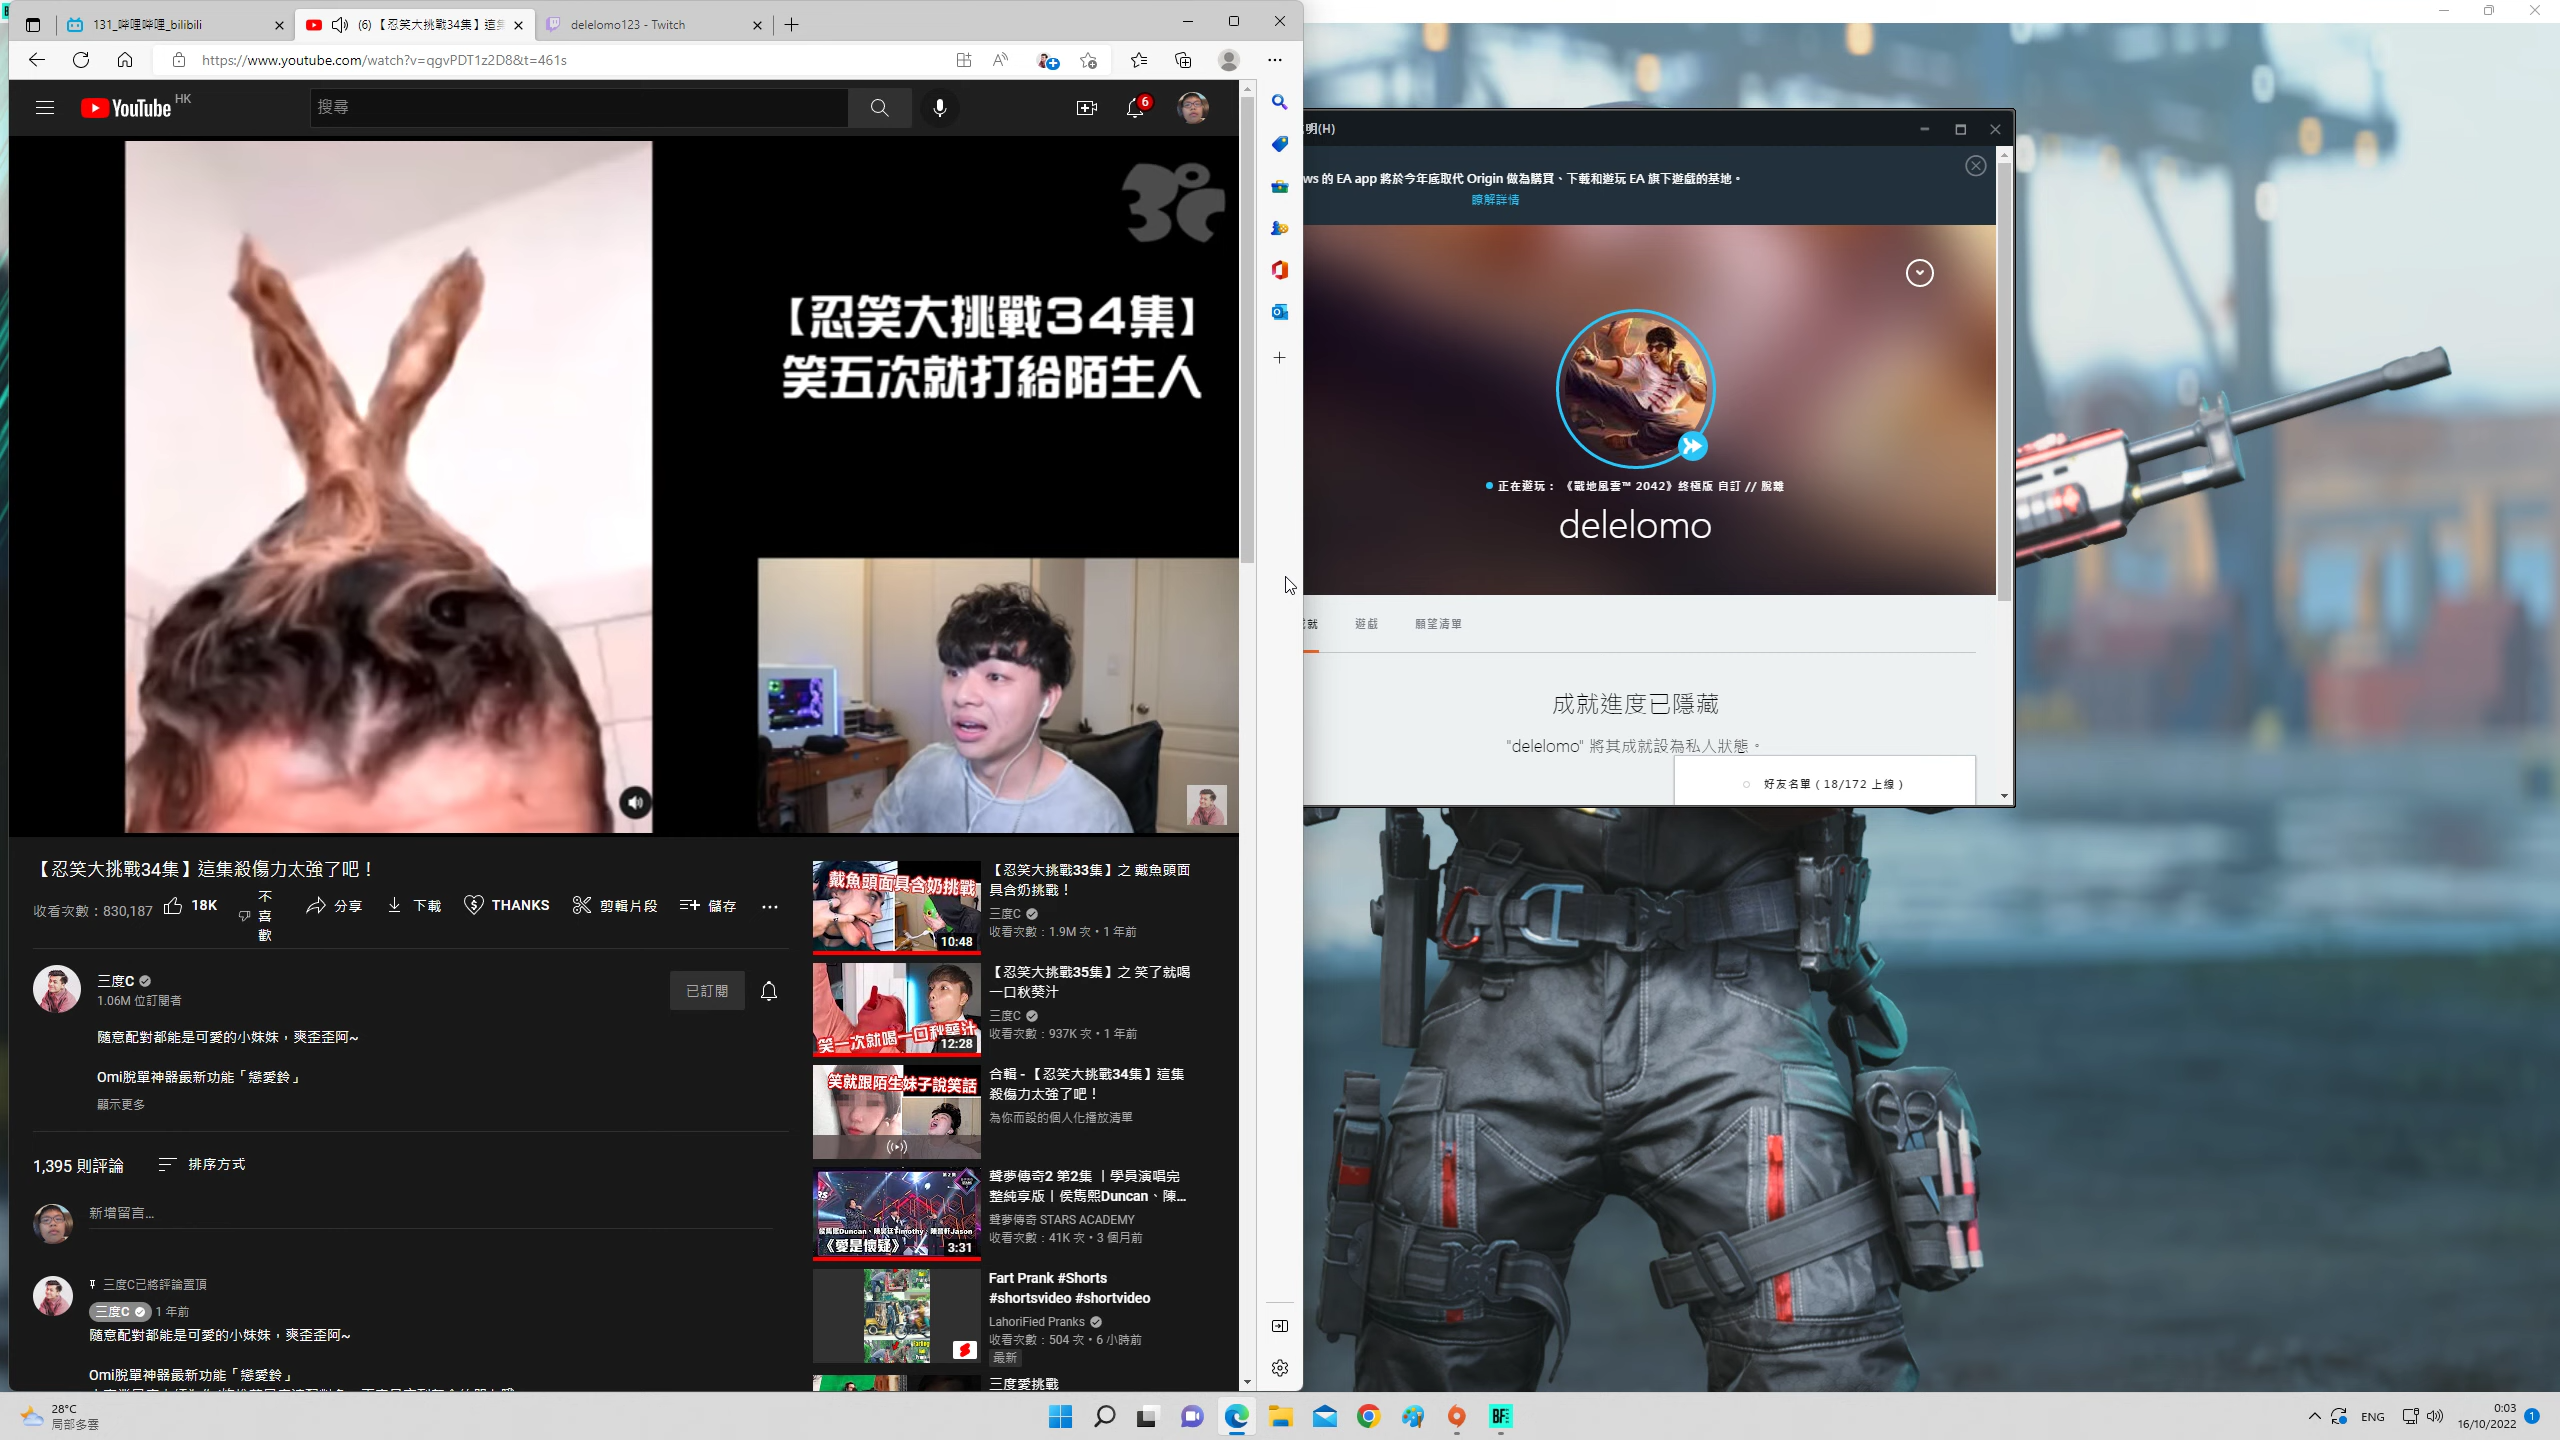 131_哔哩哔哩_bilibili
(6)【忍笑大挑戰34集】這集
delelomo123 - Twitch
https://www.youtube.com/watch?v=qgvPDT1z2D8&t=461s
YouTube HK
搜尋
6
【忍笑大挑戰34集】
笑五次就打給陌生人
【忍笑大挑戰34集】這集殺傷力太強了吧！
收看次數：830,187
18K
不喜歡
分享
下載
THANKS
剪輯片段
儲存
三度C
1.06M 位訂閱者
已訂閱
隨意配對都能是可愛的小妹妹，爽歪歪阿~
Omi脫單神器最新功能「戀愛鈴」
顯示更多
1,395 則評論
排序方式
新增留言...
三度C已將評論置頂
三度C
1 年前
隨意配對都能是可愛的小妹妹，爽歪歪阿~
Omi脫單神器最新功能「戀愛鈴」
戴魚頭面具含奶挑戰
10:48
【忍笑大挑戰33集】之 戴魚頭面
具含奶挑戰！
三度C
收看次數：1.9M 次 • 1 年前
笑一次就喝一口秋葵汁
12:28
【忍笑大挑戰35集】之 笑了就喝
一口秋葵汁
三度C
收看次數：937K 次 • 1 年前
笑就跟陌生妹子說笑話
合輯 - 【忍笑大挑戰34集】這集
殺傷力太強了吧！
為你而設的個人化播放清單
《愛是懷疑》
3:31
聲夢傳奇2 第2集 丨學員演唱完
整純享版丨侯雋熙Duncan、陳...
聲夢傳奇 STARS ACADEMY
收看次數：41K 次 • 3 個月前
Fart Prank #Shorts
#shortsvideo #shortvideo
LahoriFied Pranks
收看次數：504 次 • 6 小時前
最新
三度愛挑戰
明(H)
ws 的 EA app 將於今年底取代 Origin 做為購買、下載和遊玩 EA 旗下遊戲的基地。
瞭解詳情
正在遊玩： 《戰地風雲™ 2042》終極版 自訂 // 脫離
delelomo
就
遊戲
願望清單
成就進度已隱藏
"delelomo" 將其成就設為私人狀態。
好友名單 ( 18/172 上線 )
28°C
局部多雲
BF
ENG
0:03
16/10/2022
1